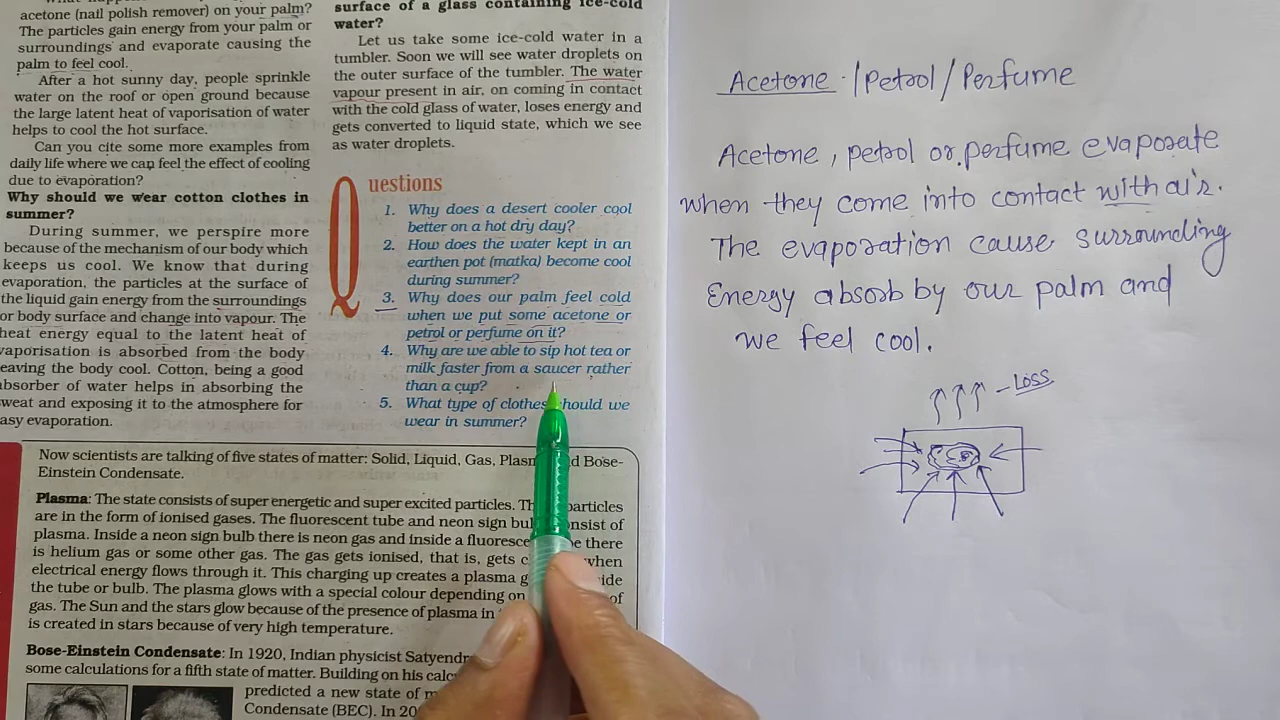 acetone (nail polish remover) on your palm?
The particles gain energy from your palm or
surroundings and evaporate causing the
palm to feel cool.
After a hot sunny day, people sprinkle
water on the roof or open ground because
the large latent heat of vaporisation of water
helps to cool the hot surface.
Can you cite some more examples from
daily life where we can feel the effect of cooling
due to evaporation?
Why should we wear cotton clothes in
summer?
During summer, we perspire more
because of the mechanism of our body which
keeps us cool. We know that during
evaporation, the particles at the surface of
the liquid gain energy from the surroundings
or body surface and change into vapour. The
heat energy equal to the latent heat of
vaporisation is absorbed from the body
leaving the body cool. Cotton, being a good
absorber of water helps in absorbing the
sweat and exposing it to the atmosphere for
easy evaporation.
surface of a glass containing ice-cold
water?
Let us take some ice-cold water in a
tumbler. Soon we will see water droplets on
the outer surface of the tumbler. The water
vapour present in air, on coming in contact
with the cold glass of water, loses energy and
gets converted to liquid state, which we see
as water droplets.
Questions
1. Why does a desert cooler cool
better on a hot dry day?
2. How does the water kept in an
earthen pot (matka) become cool
during summer?
3. Why does our palm feel cold
when we put some acetone or
petrol or perfume on it?
4. Why are we able to sip hot tea or
milk faster from a saucer rather
than a cup?
5. What type of clothes should we
wear in summer?
Now scientists are talking of five states of matter: Solid, Liquid, Gas, Plasm d Bose-
Einstein Condensate.
Plasma: The state consists of super energetic and super excited particles. Th particles
are in the form of ionised gases. The fluorescent tube and neon sign bul nsist of
plasma. Inside a neon sign bulb there is neon gas and inside a fluoresce e there
is helium gas or some other gas. The gas gets ionised, that is, gets c when
electrical energy flows through it. This charging up creates a plasma g ide
the tube or bulb. The plasma glows with a special colour depending on of
gas. The Sun and the stars glow because of the presence of plasma in
is created in stars because of very high temperature.
Bose-Einstein Condensate: In 1920, Indian physicist Satyendr
some calculations for a fifth state of matter. Building on his calc
predicted a new state of m
Condensate (BEC). In 20
Acetone /Petrol/Perfume
Acetone, petrol or perfume evaporate
when they come into contact with air.
The evaporation cause surrounding
Energy absorb by our palm and
we feel cool.
- Loss